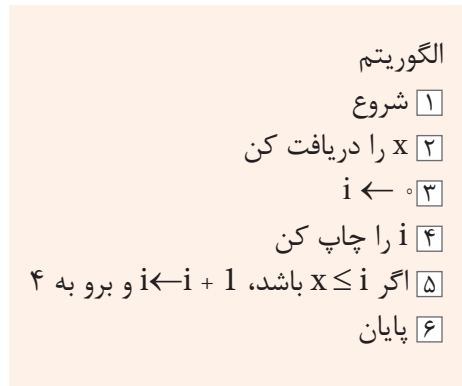 الگوریتم
۱ شروع
۲ x را دریافت کن
۳ i ← ۰
۴ i را چاپ کن
۵ اگر x ≤ i باشد، i←i + 1 و برو به ۴
۶ پایان